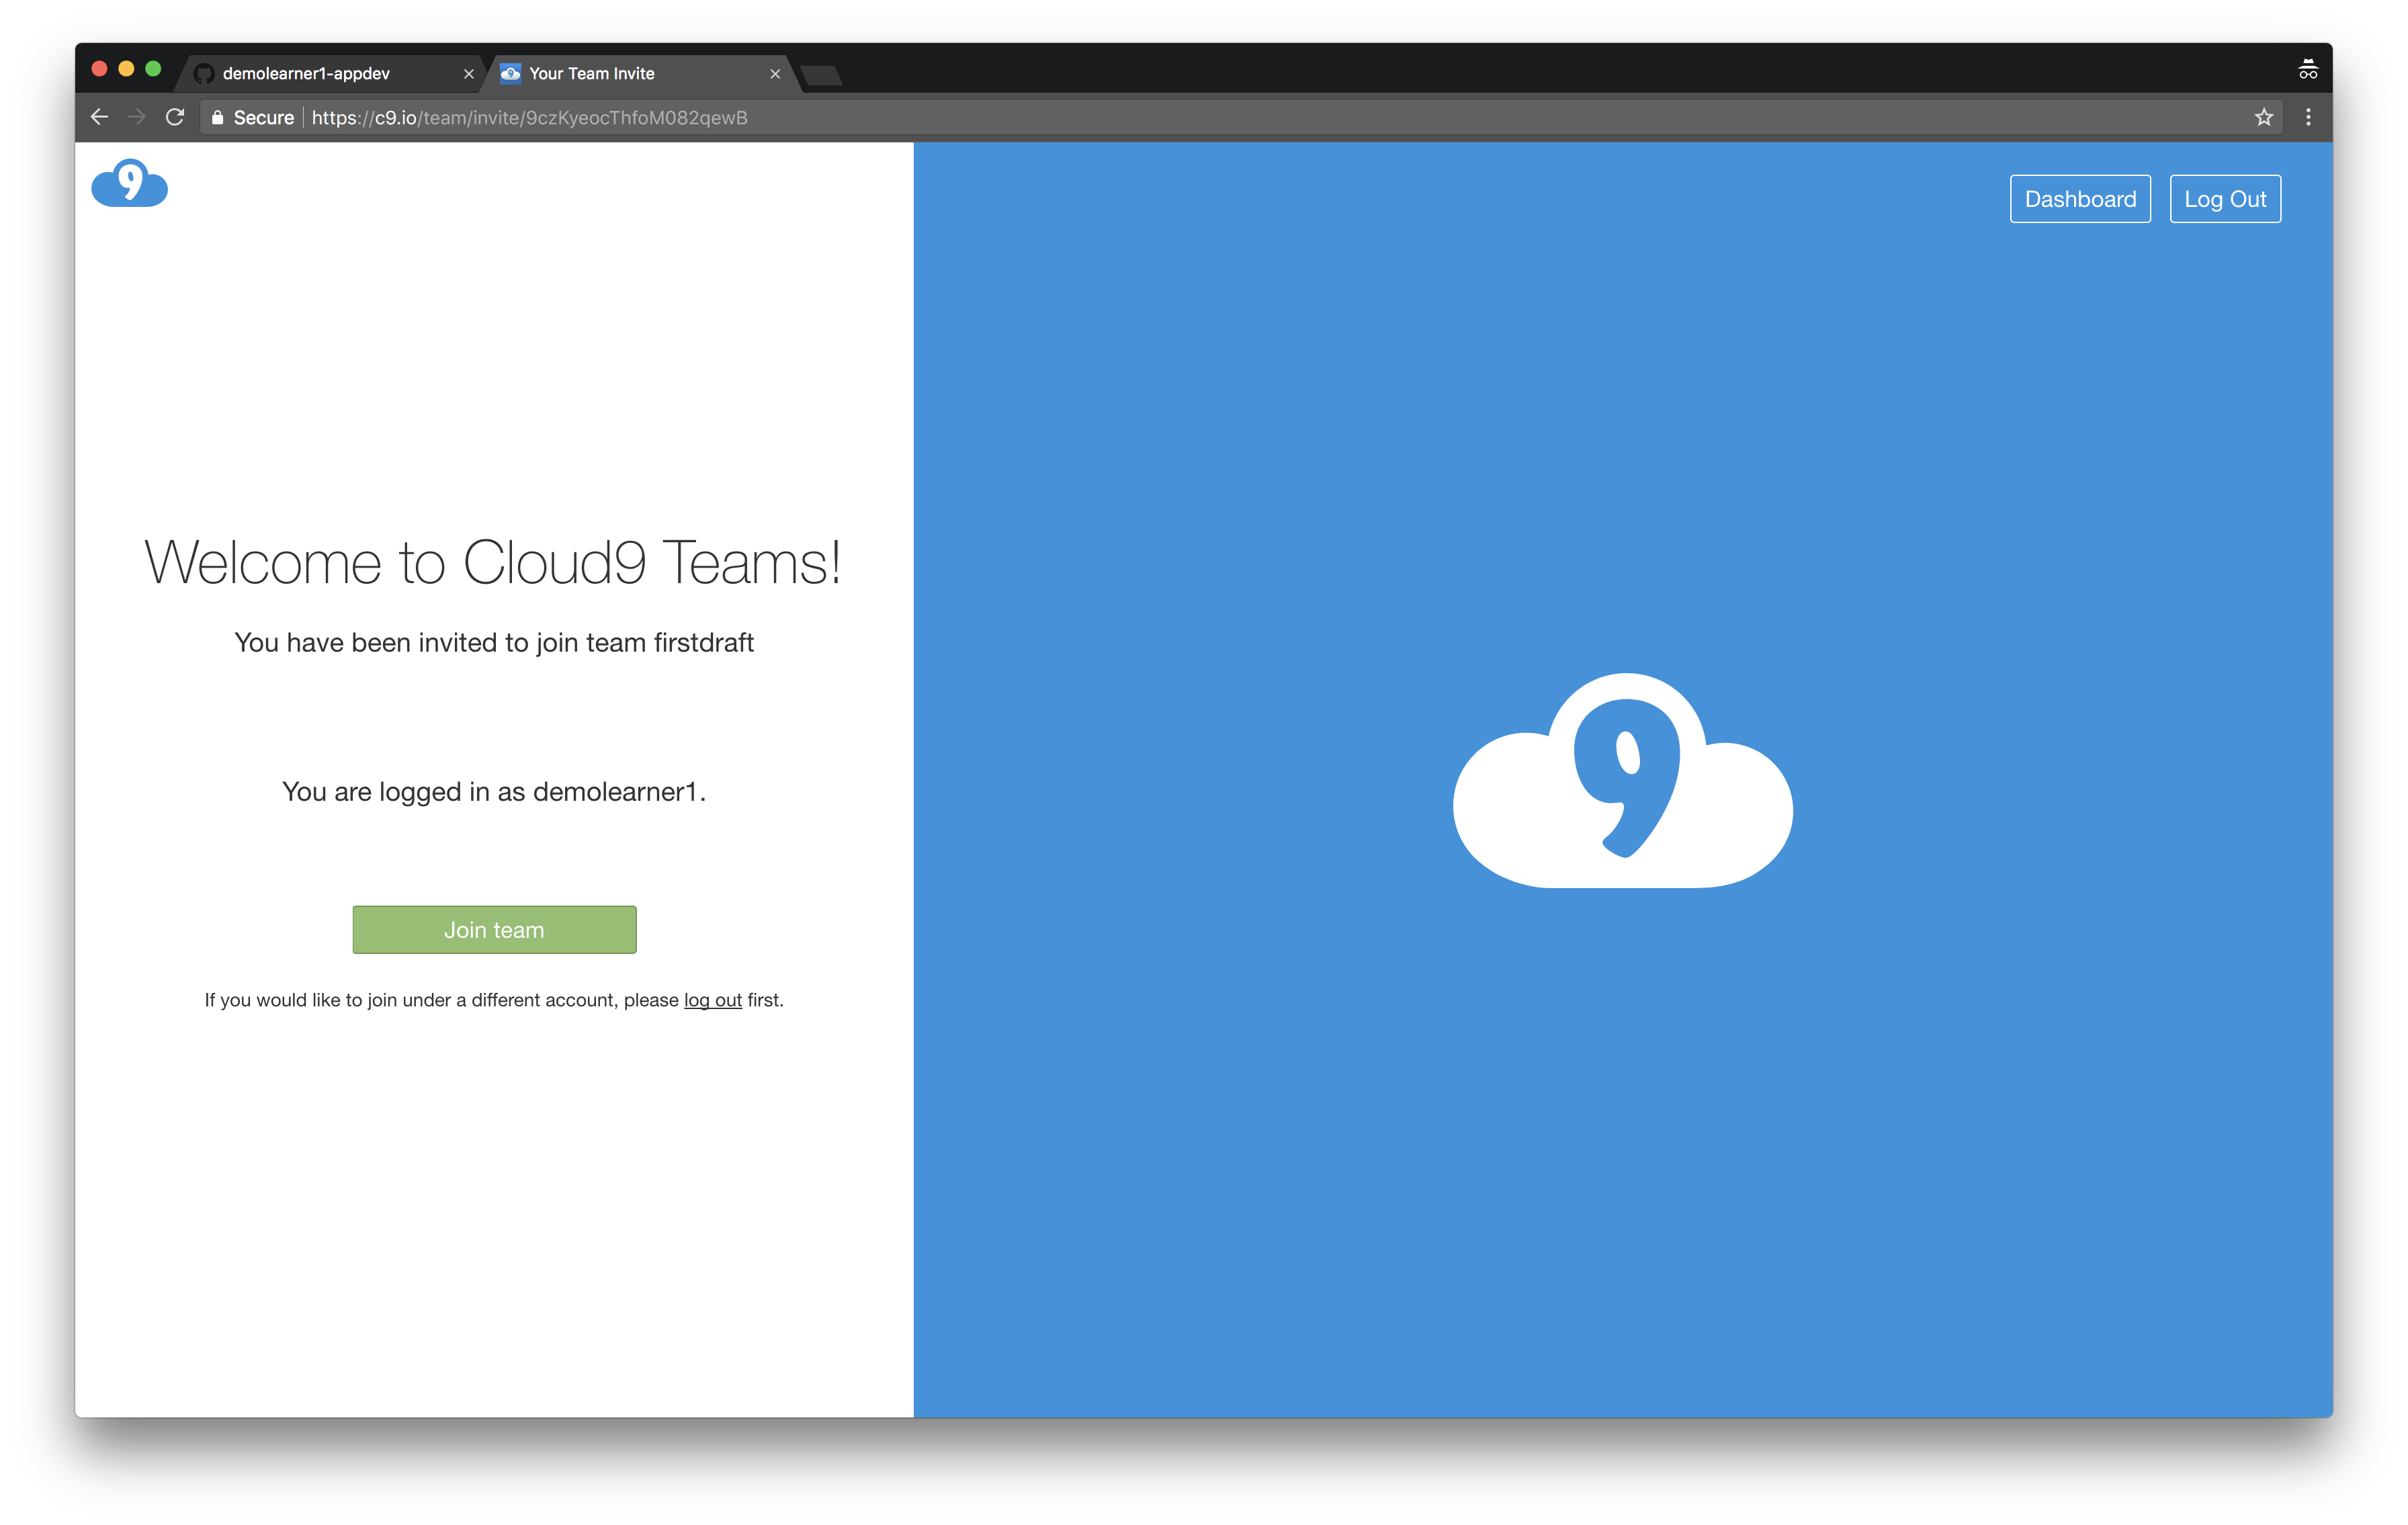 demolearner1-appdev
Your Team Invite
Secure https://c9.io/team/invite/9czKyeocThfoM082qewB
9
Dashboard
Log Out
Welcome to Cloud9 Teams!
You have been invited to join team firstdraft
9
You are logged in as demolearner1.
Join team
If you would like to join under a different account, please log out first.